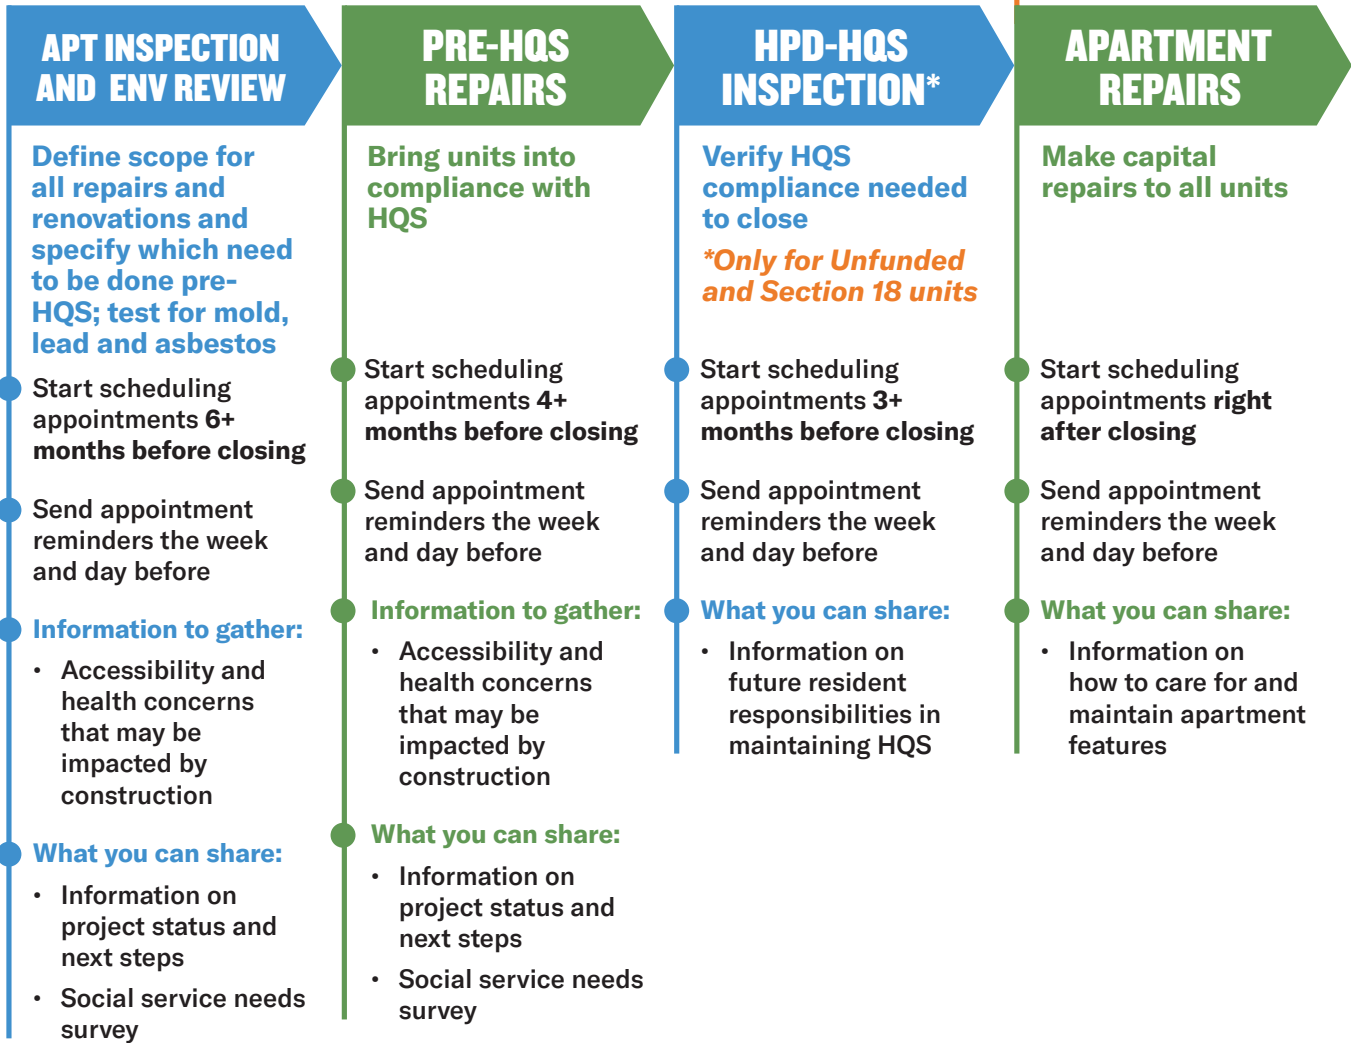 APT INSPECTION
AND ENV REVIEW
Define scope for
all repairs and
renovations and
specify which need
to be done pre-
HQS; test for mold,
lead and asbestos
Start scheduling
appointments 6+
months before closing
Send appointment
reminders the week
and day before
Information to gather:
• Accessibility and
health concerns
that may be
impacted by
construction
What you can share:
• Information on
project status and
next steps
• Social service needs
survey
PRE-HQS
REPAIRS
Bring units into
compliance with
HQS
Start scheduling
appointments 4+
months before closing
Send appointment
reminders the week
and day before
Information to gather:
• Accessibility and
health concerns
that may be
impacted by
construction
What you can share:
• Information on
project status and
next steps
• Social service needs
survey
HPD-HQS
INSPECTION*
Verify HQS
compliance needed
to close
*Only for Unfunded
and Section 18 units
Start scheduling
appointments 3+
months before closing
Send appointment
reminders the week
and day before
What you can share:
• Information on
future resident
responsibilities in
maintaining HQS
APARTMENT
REPAIRS
Make capital
repairs to all units
Start scheduling
appointments right
after closing
Send appointment
reminders the week
and day before
What you can share:
• Information on
how to care for and
maintain apartment
features